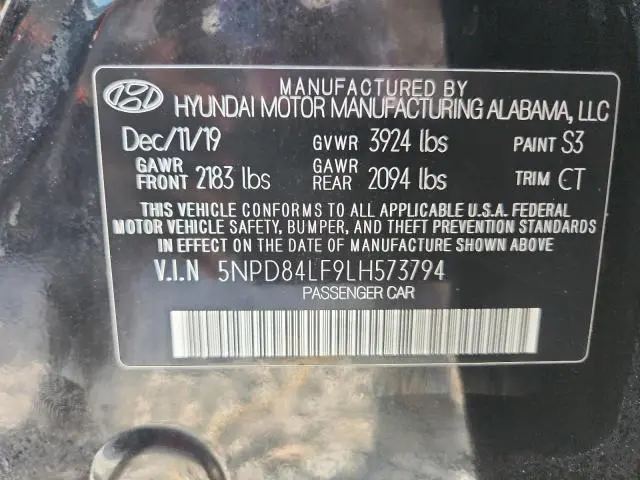 MANUFACTURED BY
HYUNDAI MOTOR MANUFACTURING ALABAMA, LLC
Dec/11/19 GVWR 3924 lbs PAINT S3
GAWR FRONT 2183 lbs GAWR REAR 2094 lbs TRIM CT
THIS VEHICLE CONFORMS TO ALL APPLICABLE U.S.A. FEDERAL
MOTOR VEHICLE SAFETY, BUMPER, AND THEFT PREVENTION STANDARDS
IN EFFECT ON THE DATE OF MANUFACTURE SHOWN ABOVE
V.I.N 5NPD84LF9LH573794
PASSENGER CAR